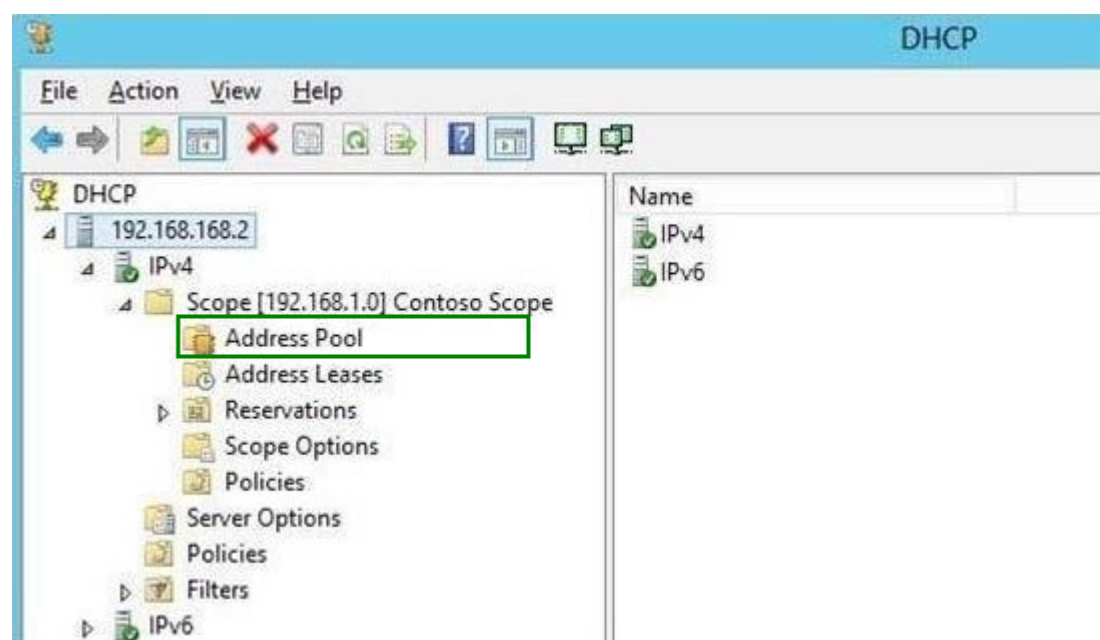 DHCP
File Action View Help
DHCP
192.168.168.2
IPv4
Scope [192.168.1.0] Contoso Scope
Address Pool
Address Leases
Reservations
Scope Options
Policies
Server Options
Policies
Filters
IPv6
Name
IPv4
IPv6